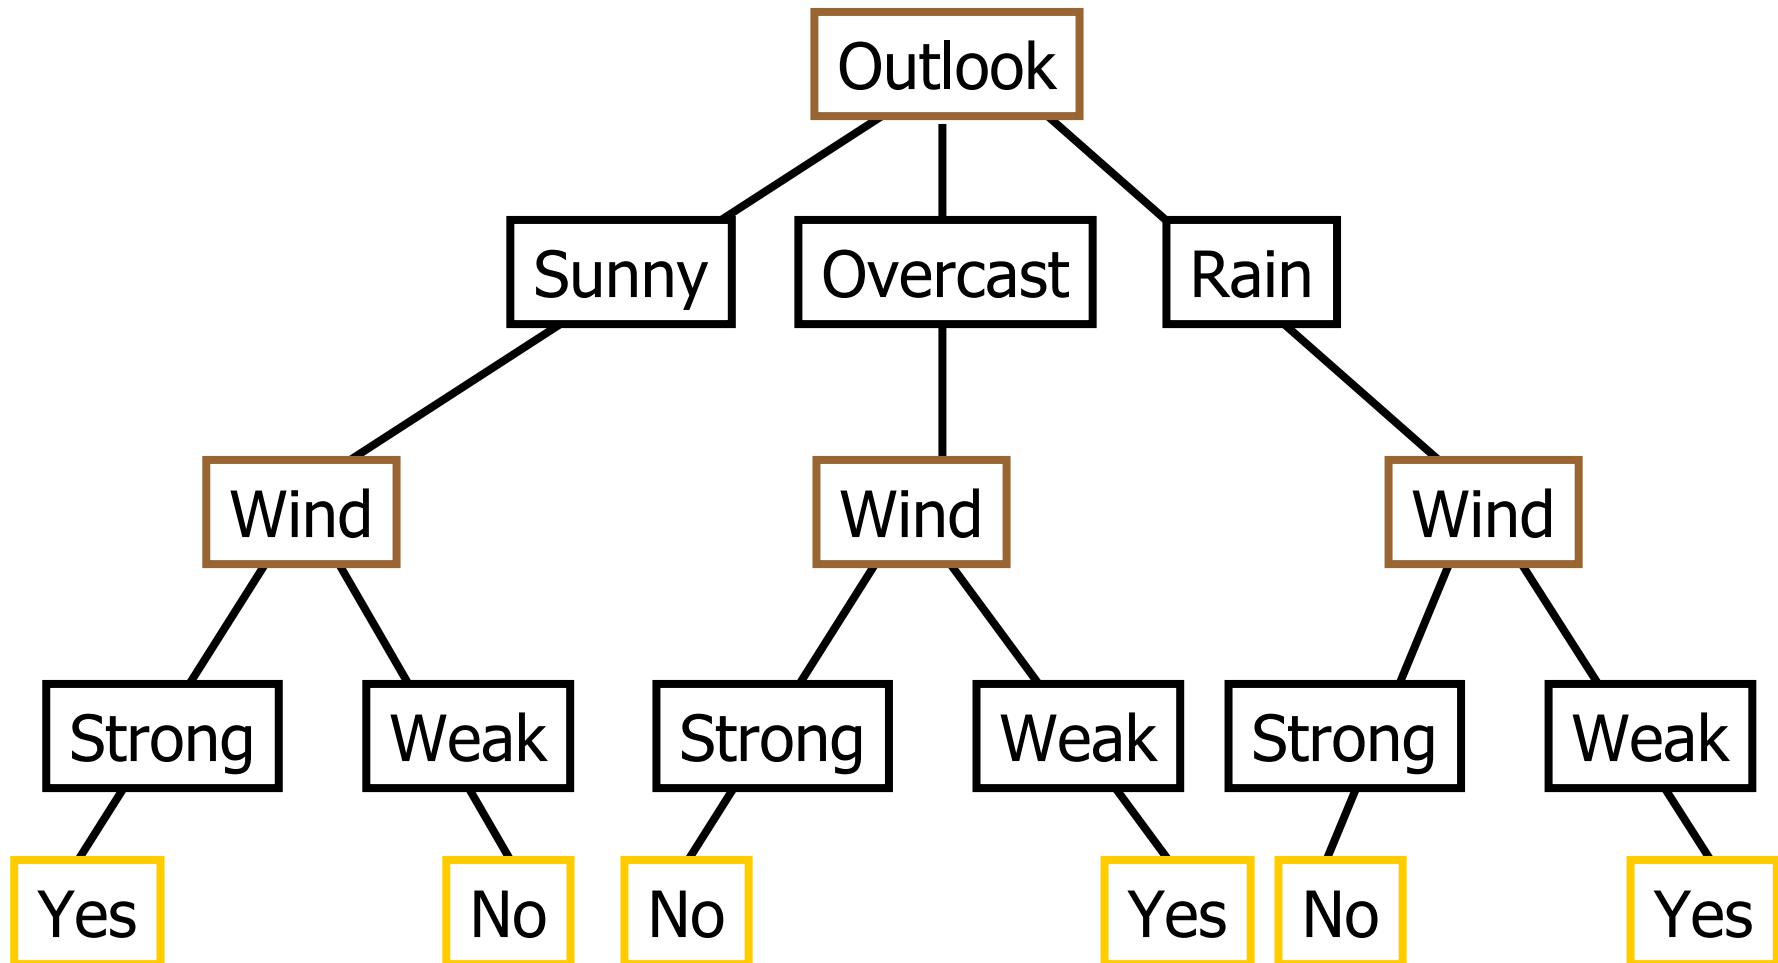 Outlook
Sunny Overcast Rain
Wind Wind Wind
Strong Weak Strong Weak Strong Weak
Yes No No Yes No Yes